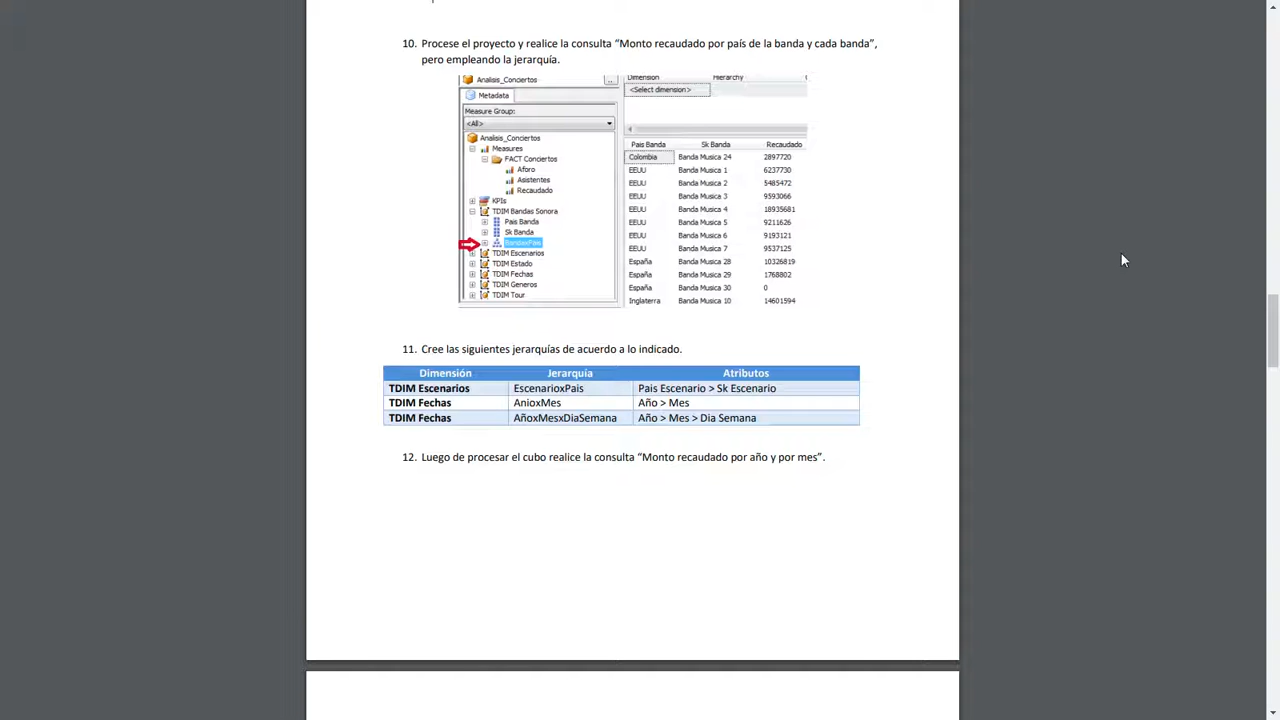 10. Procese el proyecto y realice la consulta “Monto recaudado por país de la banda y cada banda”,
pero empleando la jerarquía.
Analisis_Conciertos
...
Metadata
Measure Group:
<All>
Analisis_Conciertos
Measures
FACT Conciertos
Aforo
Asistentes
Recaudado
KPIs
TDIM Bandas Sonora
Pais Banda
Sk Banda
BandaxPais
TDIM Escenarios
TDIM Estado
TDIM Fechas
TDIM Generos
TDIM Tour
Dimension Hierarchy
<Select dimension>
Pais Banda Sk Banda Recaudado
Colombia Banda Musica 24 2897720
EEUU Banda Musica 1 6237730
EEUU Banda Musica 2 5485472
EEUU Banda Musica 3 9593066
EEUU Banda Musica 4 18935681
EEUU Banda Musica 5 9211626
EEUU Banda Musica 6 9193121
EEUU Banda Musica 7 9537125
España Banda Musica 28 10326819
España Banda Musica 29 1768802
España Banda Musica 30 0
Inglaterra Banda Musica 10 14601594
11. Cree las siguientes jerarquías de acuerdo a lo indicado.
Dimensión Jerarquía Atributos
TDIM Escenarios EscenarioxPais Pais Escenario > Sk Escenario
TDIM Fechas AnioxMes Año > Mes
TDIM Fechas AñoxMesxDiaSemana Año > Mes > Dia Semana
12. Luego de procesar el cubo realice la consulta “Monto recaudado por año y por mes”.